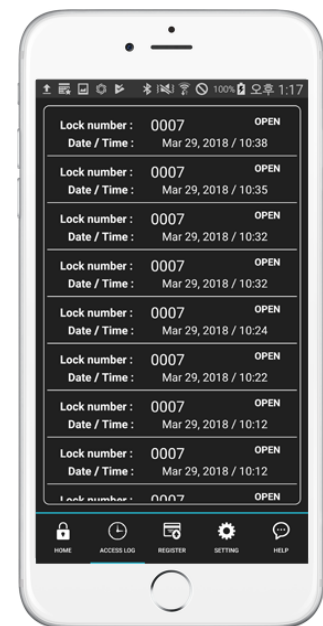 100% 오후 1:17
Lock number : 0007 OPEN
Date / Time : Mar 29, 2018 / 10:38
Lock number : 0007 OPEN
Date / Time : Mar 29, 2018 / 10:35
Lock number : 0007 OPEN
Date / Time : Mar 29, 2018 / 10:32
Lock number : 0007 OPEN
Date / Time : Mar 29, 2018 / 10:32
Lock number : 0007 OPEN
Date / Time : Mar 29, 2018 / 10:24
Lock number : 0007 OPEN
Date / Time : Mar 29, 2018 / 10:22
Lock number : 0007 OPEN
Date / Time : Mar 29, 2018 / 10:12
Lock number : 0007 OPEN
Date / Time : Mar 29, 2018 / 10:12
Lock number : 0007 OPEN
HOME ACCESS LOG REGISTER SETTING HELP